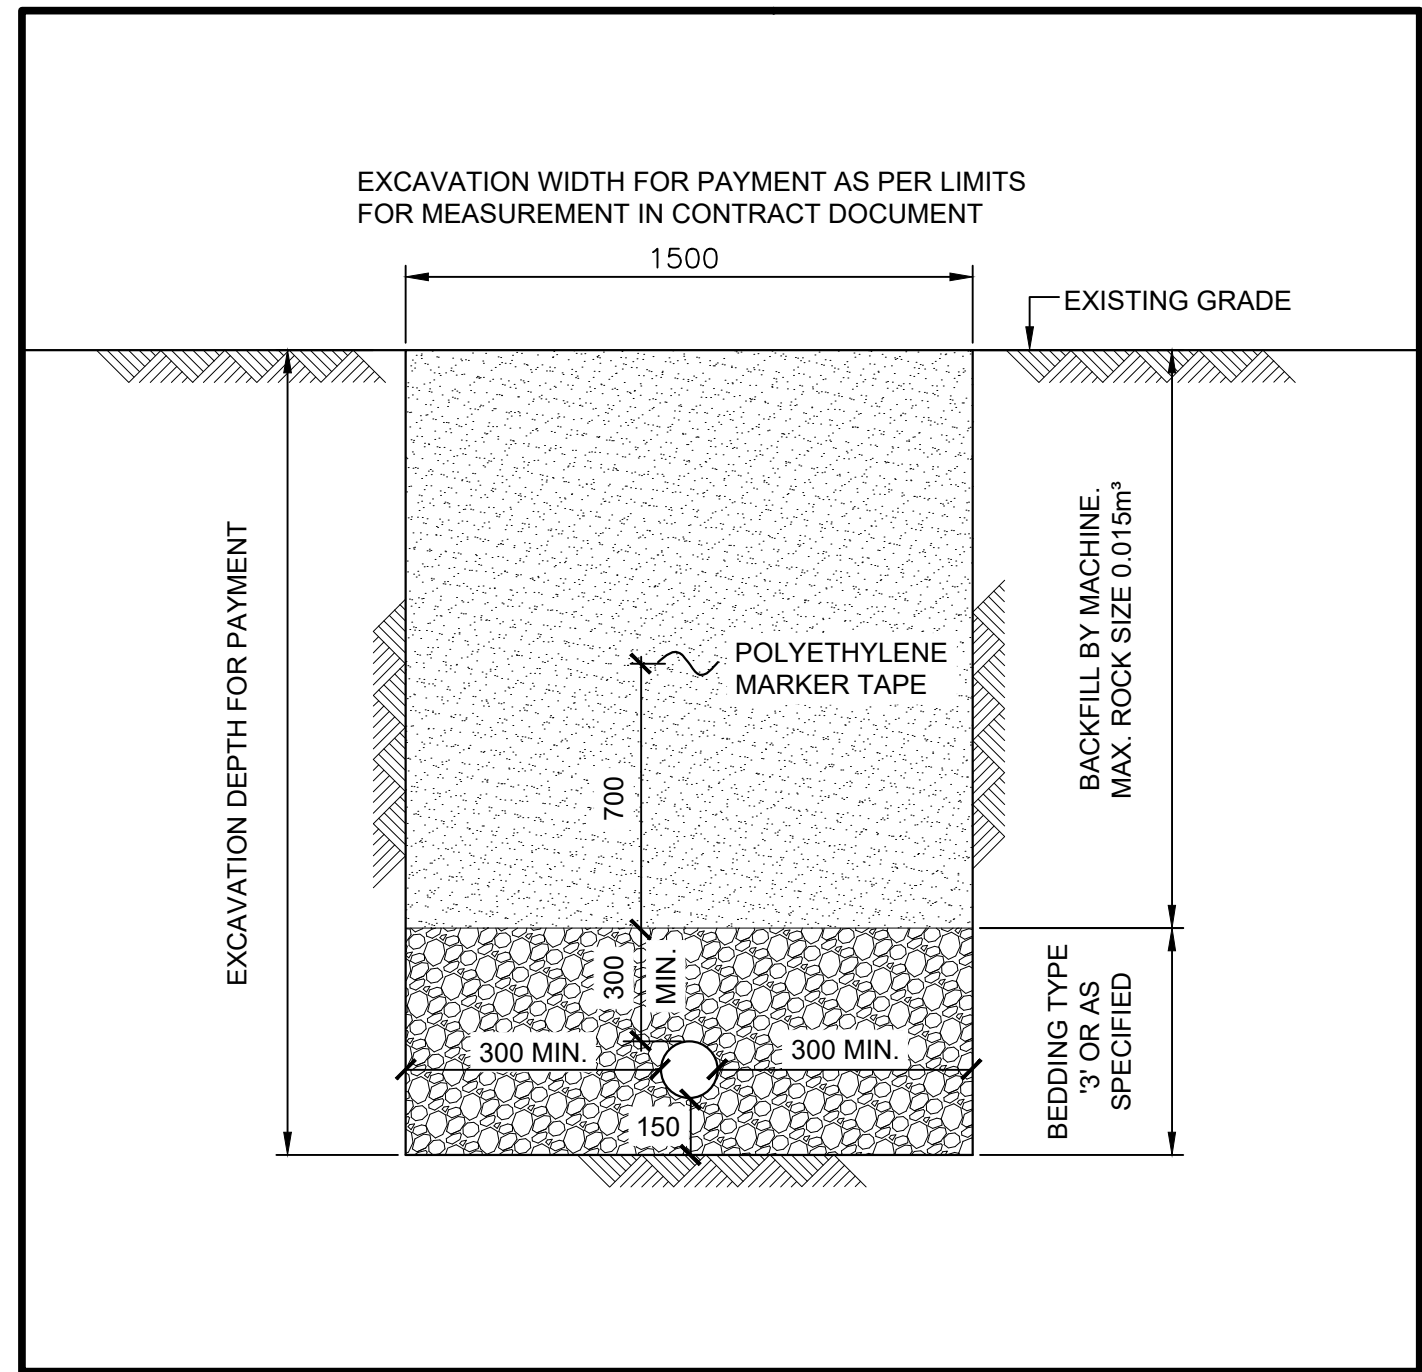 EXCAVATION WIDTH FOR PAYMENT AS PER LIMITS
FOR MEASUREMENT IN CONTRACT DOCUMENT
1500
EXISTING GRADE
EXCAVATION DEPTH FOR PAYMENT
BACKFILL BY MACHINE.
MAX. ROCK SIZE 0.015m³
POLYETHYLENE
MARKER TAPE
700
300
MIN.
300 MIN.
300 MIN.
150
BEDDING TYPE
'3' OR AS
SPECIFIED